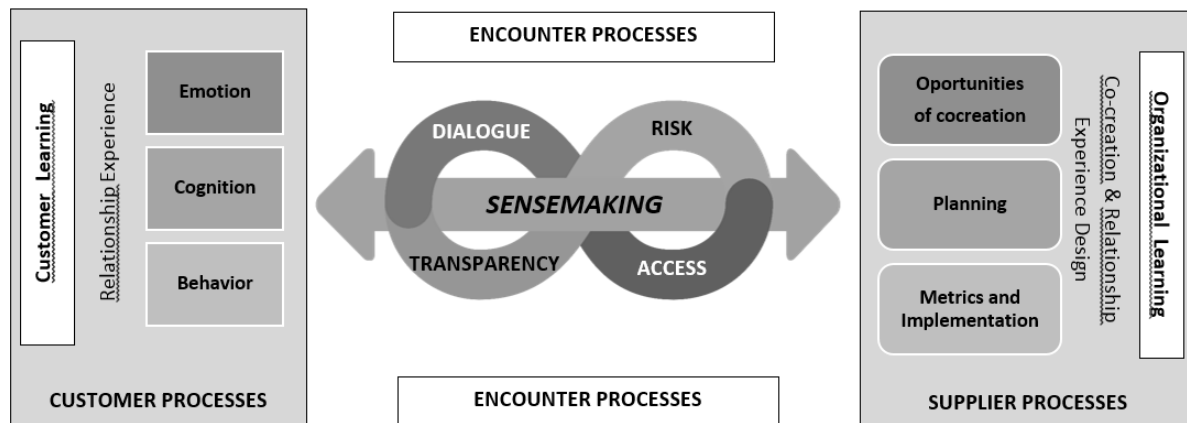 Customer Learning
Relationship Experience
Emotion
Cognition
Behavior
CUSTOMER PROCESSES
ENCOUNTER PROCESSES
DIALOGUE
RISK
SENSEMAKING
TRANSPARENCY
ACCESS
ENCOUNTER PROCESSES
Oportunities
of cocreation
Planning
Metrics and
Implementation
Co-creation & Relationship
Experience Design
Organizational Learning
SUPPLIER PROCESSES